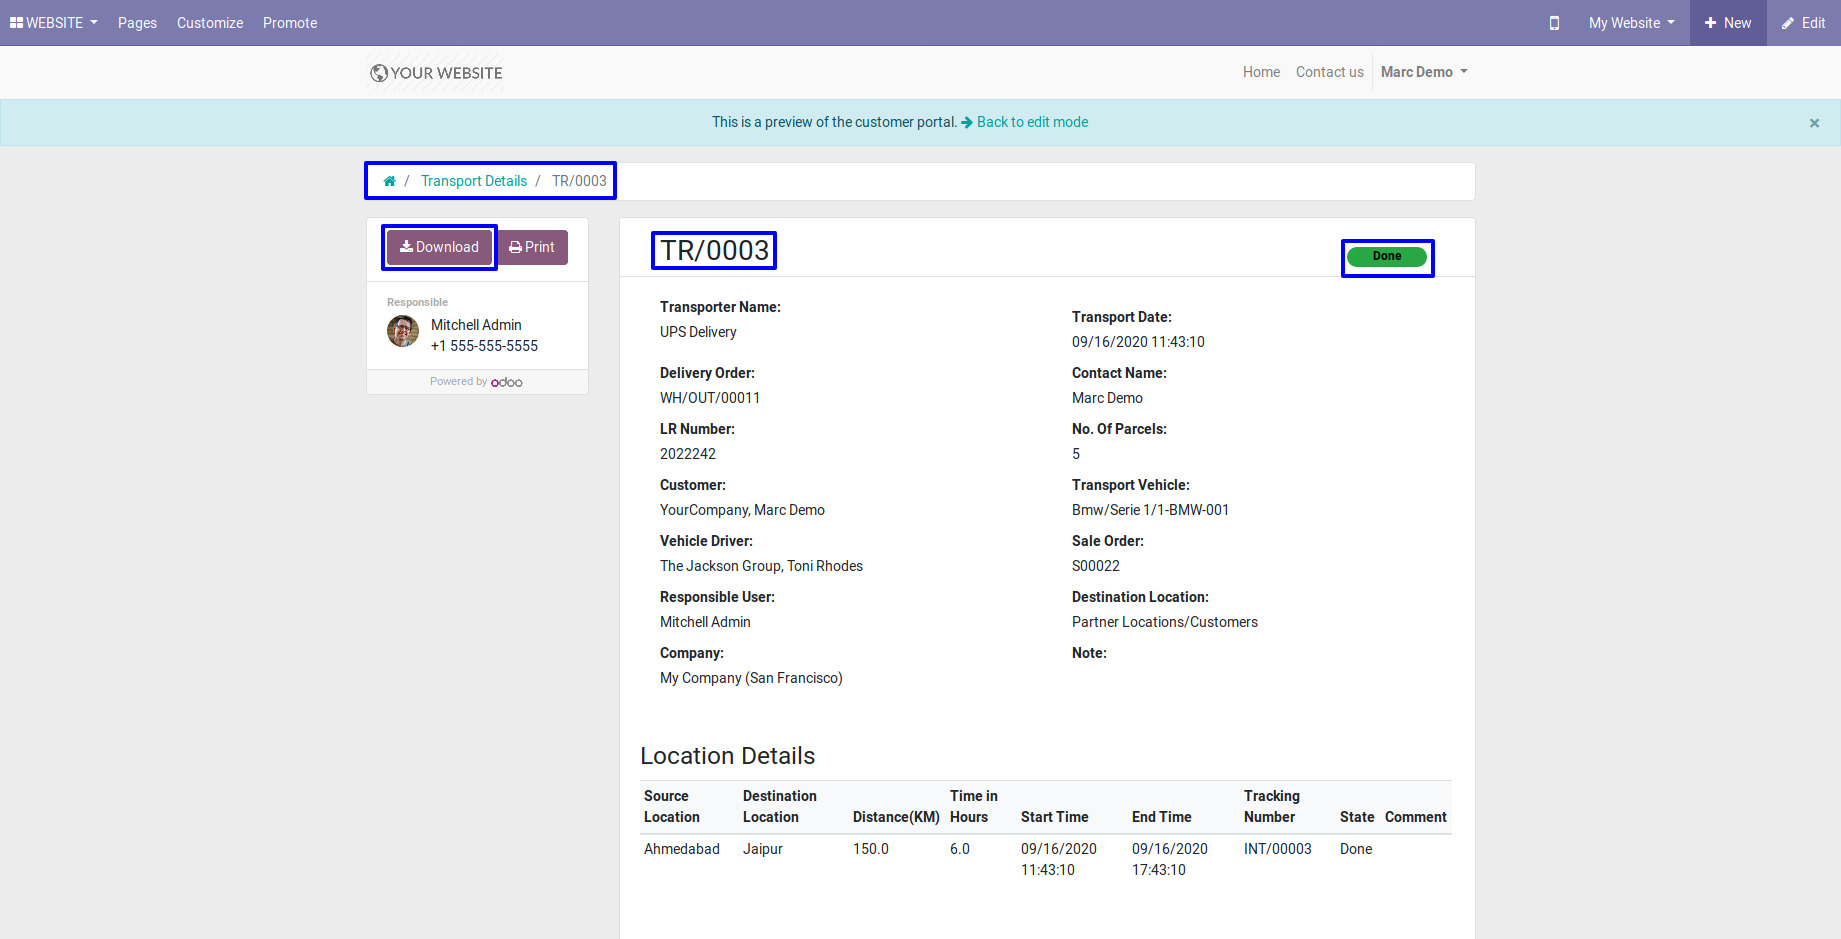 WEBSITE Pages Customize Promote My Website New Edit
YOUR WEBSITE Home Contact us Marc Demo
This is a preview of the customer portal. Back to edit mode ×
/ Transport Details / TR/0003
Download Print
Responsible
Mitchell Admin
+1 555-555-5555
Powered by odoo
TR/0003 Done
Transporter Name:
UPS Delivery
Transport Date:
09/16/2020 11:43:10
Delivery Order: Contact Name:
WH/OUT/00011 Marc Demo
LR Number: No. Of Parcels:
2022242 5
Customer: Transport Vehicle:
YourCompany, Marc Demo Bmw/Serie 1/1-BMW-001
Vehicle Driver: Sale Order:
The Jackson Group, Toni Rhodes S00022
Responsible User: Destination Location:
Mitchell Admin Partner Locations/Customers
Company: Note:
My Company (San Francisco)
Location Details
Source Destination Time in Tracking
Location Location Distance(KM) Hours Start Time End Time Number State Comment
Ahmedabad Jaipur 150.0 6.0 09/16/2020 09/16/2020 INT/00003 Done
11:43:10 17:43:10